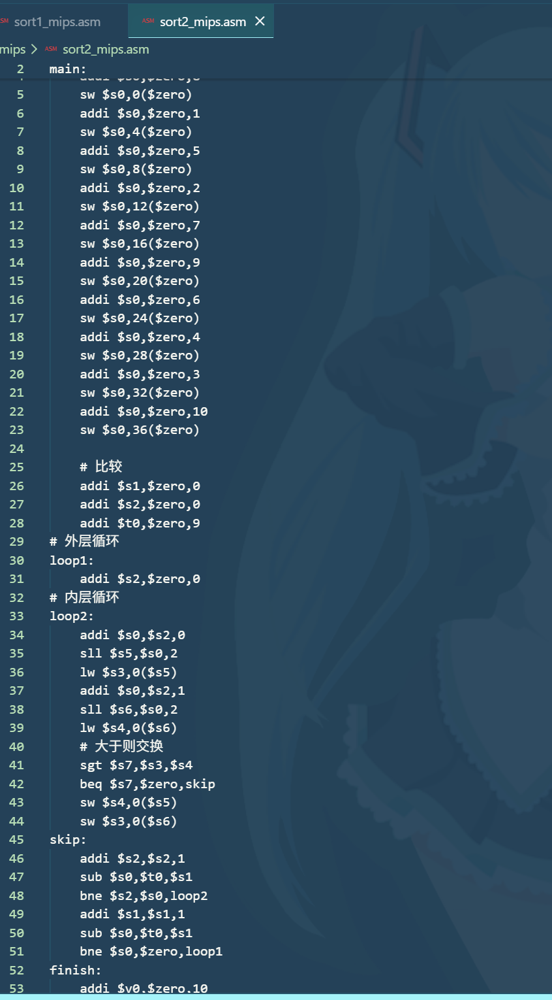 ASM sort1_mips.asm ASM sort2_mips.asm
mips > ASM sort2_mips.asm
2 main:
5 sw $s0,0($zero)
6 addi $s0,$zero,1
7 sw $s0,4($zero)
8 addi $s0,$zero,5
9 sw $s0,8($zero)
10 addi $s0,$zero,2
11 sw $s0,12($zero)
12 addi $s0,$zero,7
13 sw $s0,16($zero)
14 addi $s0,$zero,9
15 sw $s0,20($zero)
16 addi $s0,$zero,6
17 sw $s0,24($zero)
18 addi $s0,$zero,4
19 sw $s0,28($zero)
20 addi $s0,$zero,3
21 sw $s0,32($zero)
22 addi $s0,$zero,10
23 sw $s0,36($zero)
24
25 # 比较
26 addi $s1,$zero,0
27 addi $s2,$zero,0
28 addi $t0,$zero,9
29 # 外层循环
30 loop1:
31 addi $s2,$zero,0
32 # 内层循环
33 loop2:
34 addi $s0,$s2,0
35 sll $s5,$s0,2
36 lw $s3,0($s5)
37 addi $s0,$s2,1
38 sll $s6,$s0,2
39 lw $s4,0($s6)
40 # 大于则交换
41 sgt $s7,$s3,$s4
42 beq $s7,$zero,skip
43 sw $s4,0($s5)
44 sw $s3,0($s6)
45 skip:
46 addi $s2,$s2,1
47 sub $s0,$t0,$s1
48 bne $s2,$s0,loop2
49 addi $s1,$s1,1
50 sub $s0,$t0,$s1
51 bne $s0,$zero,loop1
52 finish:
53 addi $v0,$zero,10